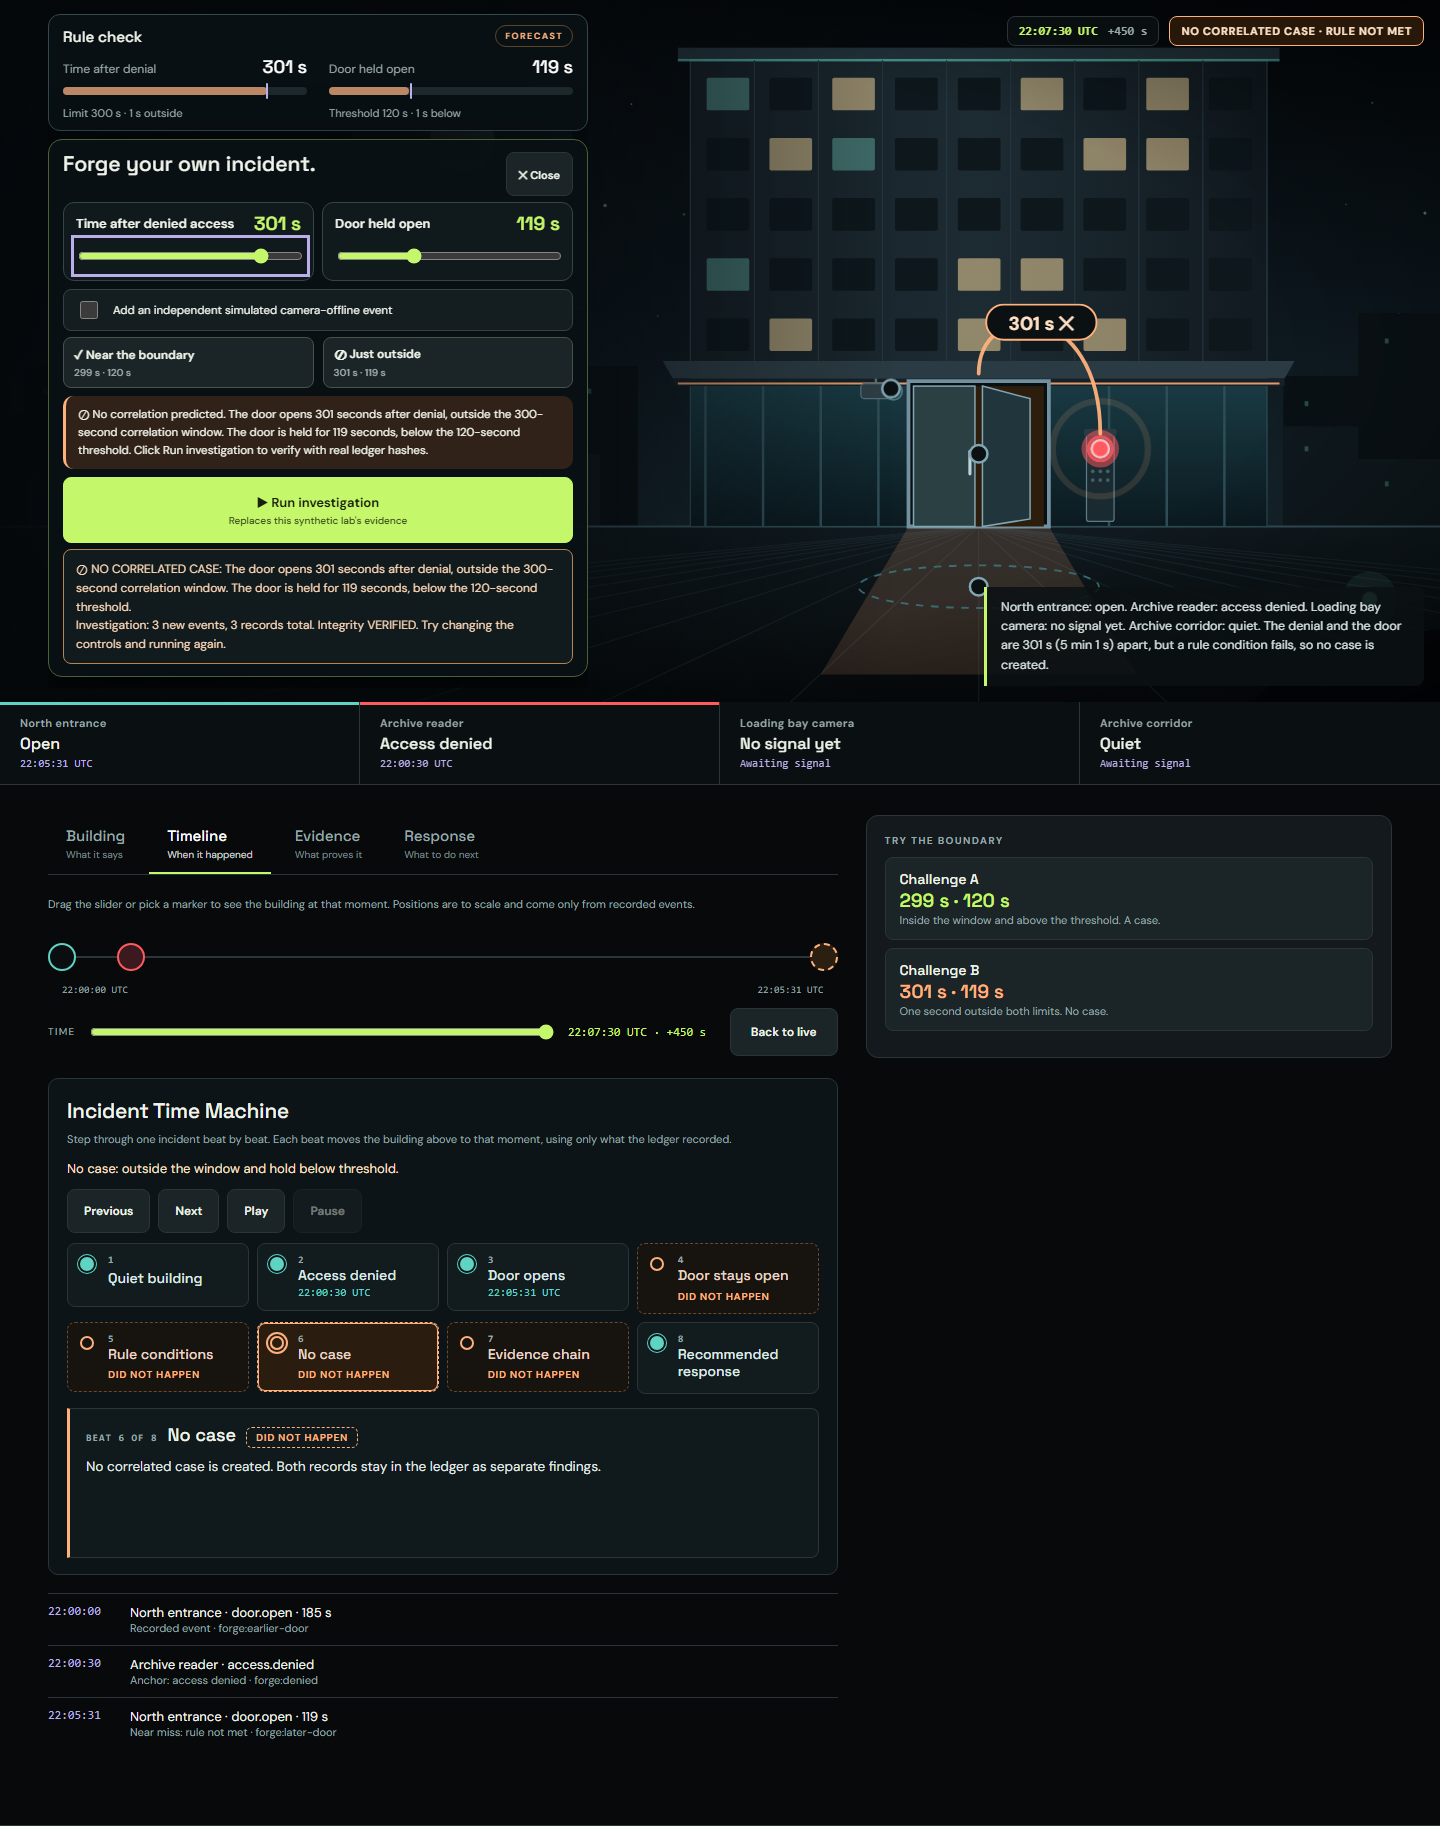 Rule check
FORECAST
Time after denial 301 s
Door held open 119 s
Limit 300 s · 1 s outside
Threshold 120 s · 1 s below
22:07:30 UTC +450 s
NO CORRELATED CASE · RULE NOT MET
Forge your own incident.
✕ Close
Time after denied access 301 s
Door held open 119 s
Add an independent simulated camera-offline event
✓ Near the boundary
299 s · 120 s
⊘ Just outside
301 s · 119 s
⊘ No correlation predicted. The door opens 301 seconds after denial, outside the 300-
second correlation window. The door is held for 119 seconds, below the 120-second
threshold. Click Run investigation to verify with real ledger hashes.
▶ Run investigation
Replaces this synthetic lab's evidence
⊘ NO CORRELATED CASE: The door opens 301 seconds after denial, outside the 300-
second correlation window. The door is held for 119 seconds, below the 120-second
threshold.
Investigation: 3 new events, 3 records total. Integrity VERIFIED. Try changing the
controls and running again.
301 s ✕
North entrance: open. Archive reader: access denied. Loading bay
camera: no signal yet. Archive corridor: quiet. The denial and the door
are 301 s (5 min 1 s) apart, but a rule condition fails, so no case is
created.
North entrance
Open
22:05:31 UTC
Archive reader
Access denied
22:00:30 UTC
Loading bay camera
No signal yet
Awaiting signal
Archive corridor
Quiet
Awaiting signal
Building
What it says
Timeline
When it happened
Evidence
What proves it
Response
What to do next
Drag the slider or pick a marker to see the building at that moment. Positions are to scale and come only from recorded events.
22:00:00 UTC
22:05:31 UTC
TIME
22:07:30 UTC · +450 s
Back to live
TRY THE BOUNDARY
Challenge A
299 s · 120 s
Inside the window and above the threshold. A case.
Challenge B
301 s · 119 s
One second outside both limits. No case.
Incident Time Machine
Step through one incident beat by beat. Each beat moves the building above to that moment, using only what the ledger recorded.
No case: outside the window and hold below threshold.
Previous
Next
Play
Pause
1
Quiet building
2
Access denied
22:00:30 UTC
3
Door opens
22:05:31 UTC
4
Door stays open
DID NOT HAPPEN
5
Rule conditions
DID NOT HAPPEN
6
No case
DID NOT HAPPEN
7
Evidence chain
DID NOT HAPPEN
8
Recommended
response
BEAT 6 OF 8 No case DID NOT HAPPEN
No correlated case is created. Both records stay in the ledger as separate findings.
22:00:00 North entrance · door.open · 185 s
Recorded event · forge:earlier-door
22:00:30 Archive reader · access.denied
Anchor: access denied · forge:denied
22:05:31 North entrance · door.open · 119 s
Near miss: rule not met · forge:later-door